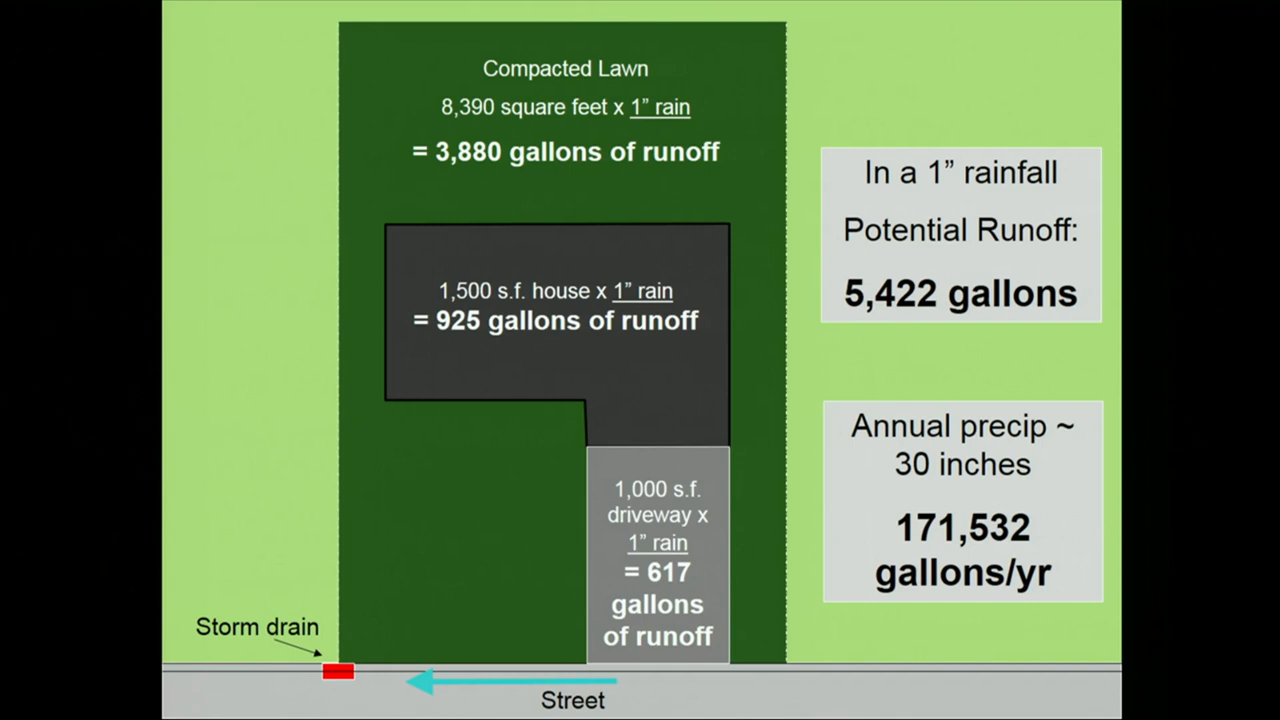 Compacted Lawn
8,390 square feet x 1” rain
= 3,880 gallons of runoff
1,500 s.f. house x 1” rain
= 925 gallons of runoff
1,000 s.f.
driveway x
1” rain
= 617
gallons
of runoff
In a 1” rainfall
Potential Runoff:
5,422 gallons
Annual precip ~
30 inches
171,532
gallons/yr
Storm drain
Street